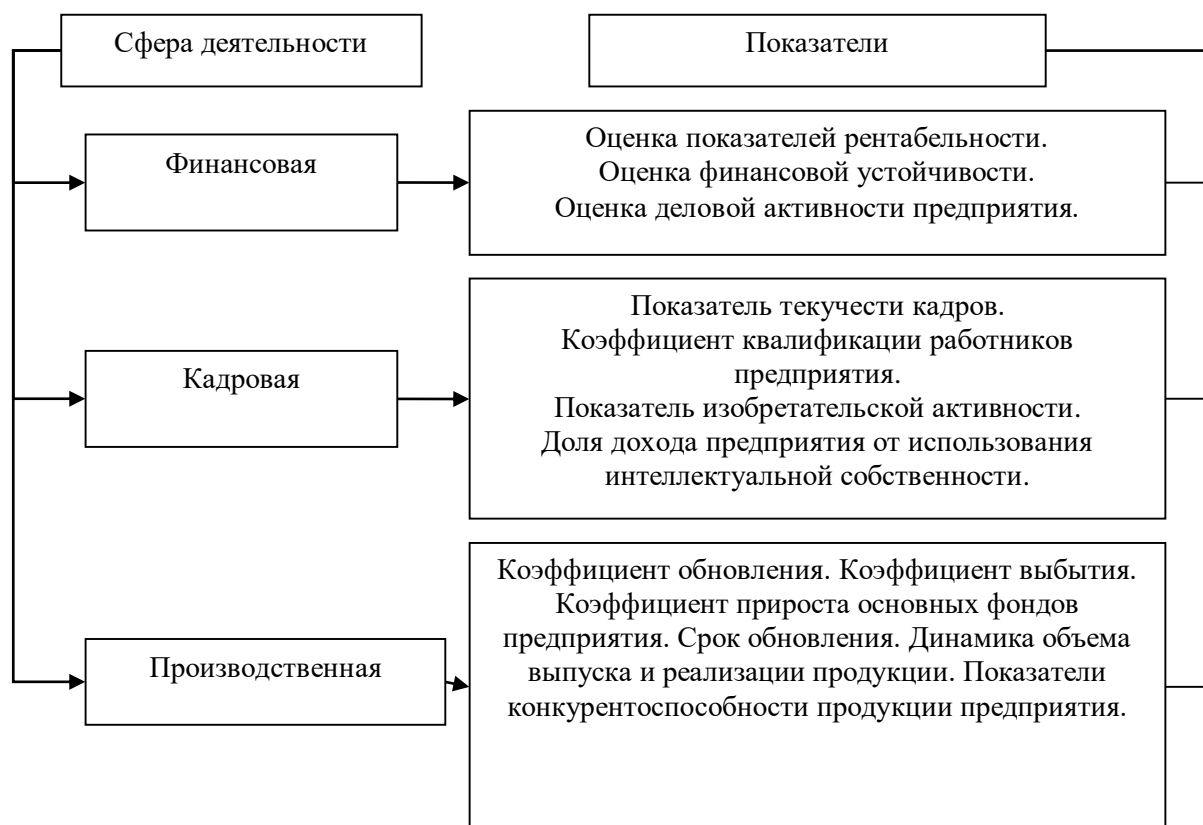 Сфера деятельности
Показатели
Финансовая
Оценка показателей рентабельности.
Оценка финансовой устойчивости.
Оценка деловой активности предприятия.
Кадровая
Показатель текучести кадров.
Коэффициент квалификации работников
предприятия.
Показатель изобретательской активности.
Доля дохода предприятия от использования
интеллектуальной собственности.
Производственная
Коэффициент обновления. Коэффициент выбытия.
Коэффициент прироста основных фондов
предприятия. Срок обновления. Динамика объема
выпуска и реализации продукции. Показатели
конкурентоспособности продукции предприятия.